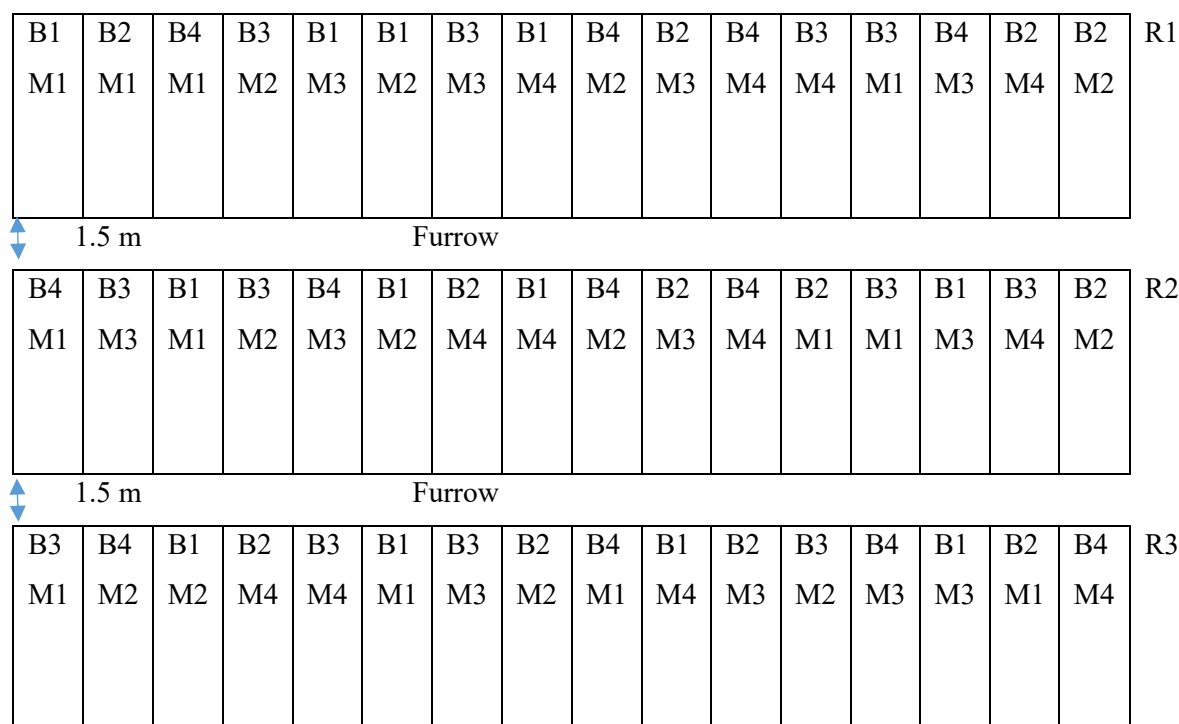 B1 B2 B4 B3 B1 B1 B3 B1 B4 B2 B4 B3 B3 B4 B2 B2 R1
M1 M1 M1 M2 M3 M2 M3 M4 M2 M3 M4 M4 M1 M3 M4 M2
1.5 m Furrow
B4 B3 B1 B3 B4 B1 B2 B1 B4 B2 B4 B2 B3 B1 B3 B2 R2
M1 M3 M1 M2 M3 M2 M4 M4 M2 M3 M4 M1 M1 M3 M4 M2
1.5 m Furrow
B3 B4 B1 B2 B3 B1 B3 B2 B4 B1 B2 B3 B4 B1 B2 B4 R3
M1 M2 M2 M4 M4 M1 M3 M2 M1 M4 M3 M2 M3 M3 M1 M4